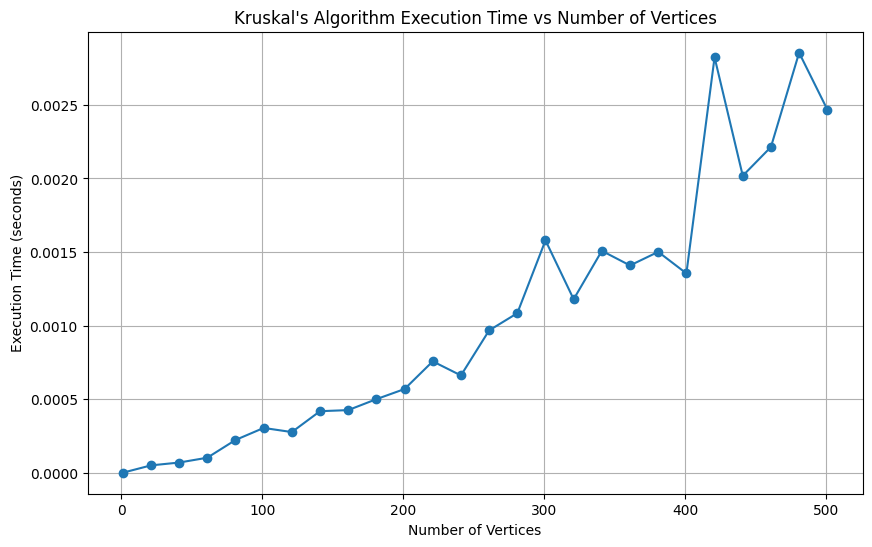 Kruskal's Algorithm Execution Time vs Number of Vertices
Execution Time (seconds)
0.0025
0.0020
0.0015
0.0010
0.0005
0.0000
0 100 200 300 400 500
Number of Vertices